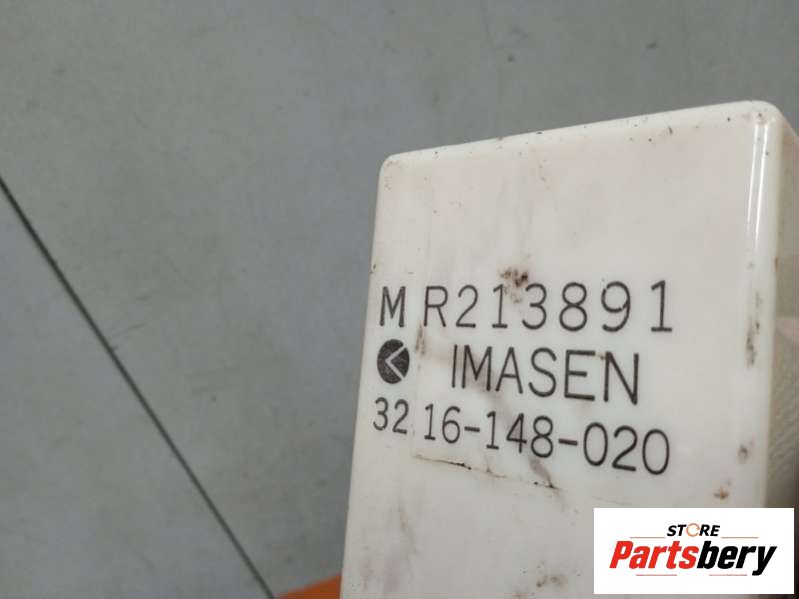 MR213891
IMASEN
3216-148-020
STORE
Partsbery